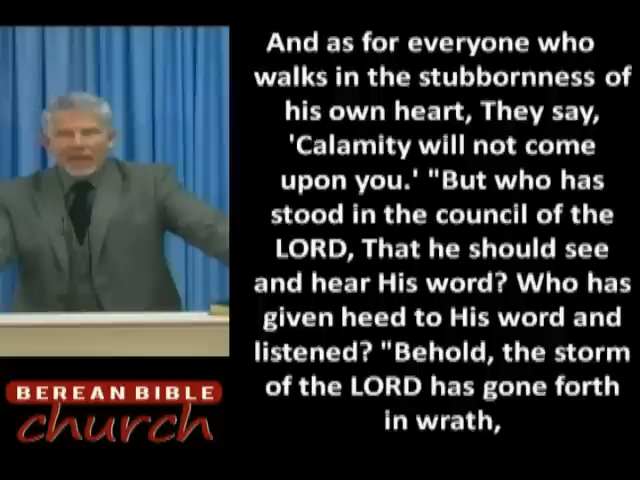 And as for everyone who
walks in the stubbornness of
his own heart, They say,
'Calamity will not come
upon you.' "But who has
stood in the council of the
LORD, That he should see
and hear His word? Who has
given heed to His word and
listened? "Behold, the storm
of the LORD has gone forth
in wrath,
BEREAN BIBLE
church